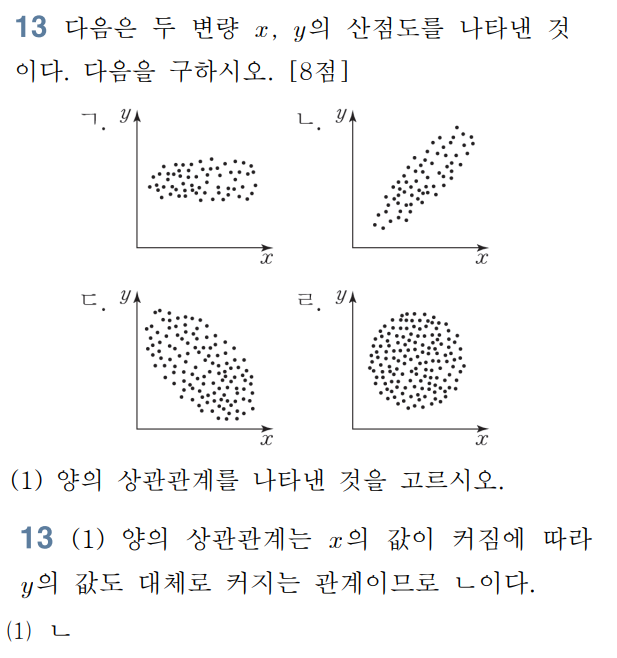 13 다음은 두 변량 x, y의 산점도를 나타낸 것
이다. 다음을 구하시오. [8점]
ㄱ. y ㄴ. y
x x
ㄷ. y ㄹ. y
x x
(1) 양의 상관관계를 나타낸 것을 고르시오.
13 (1) 양의 상관관계는 x의 값이 커짐에 따라
y의 값도 대체로 커지는 관계이므로 ㄴ이다.
(1) ㄴ